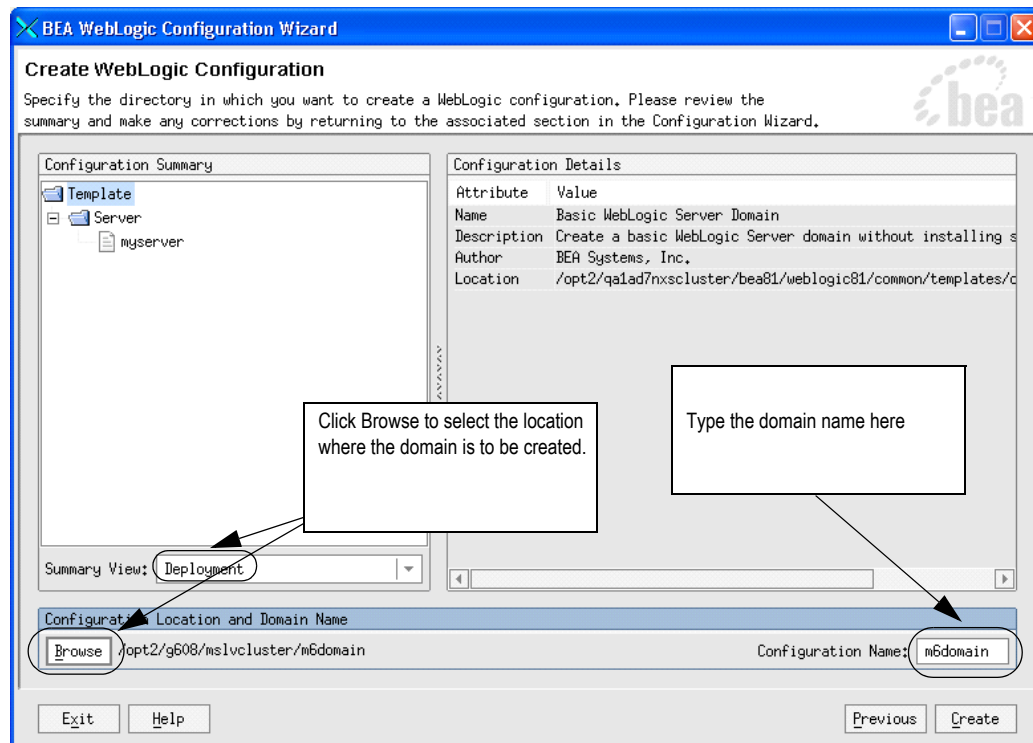 BEA WebLogic Configuration Wizard
Create WebLogic Configuration
Specify the directory in which you want to create a WebLogic configuration. Please review the
summary and make any corrections by returning to the associated section in the Configuration Wizard.
bea
Configuration Summary
Template
Server
myserver
Summary View: Deployment
Configuration Details
Attribute Value
Name Basic WebLogic Server Domain
Description Create a basic WebLogic Server domain without installing s
Author BEA Systems, Inc.
Location /opt2/qa1ad7nxscluster/bea81/weblogic81/common/templates/d
Click Browse to select the location
where the domain is to be created.
Type the domain name here
Configuration Location and Domain Name
Browse /opt2/g608/mslvcluster/m6domain Configuration Name: m6domain
Exit Help Previous Create